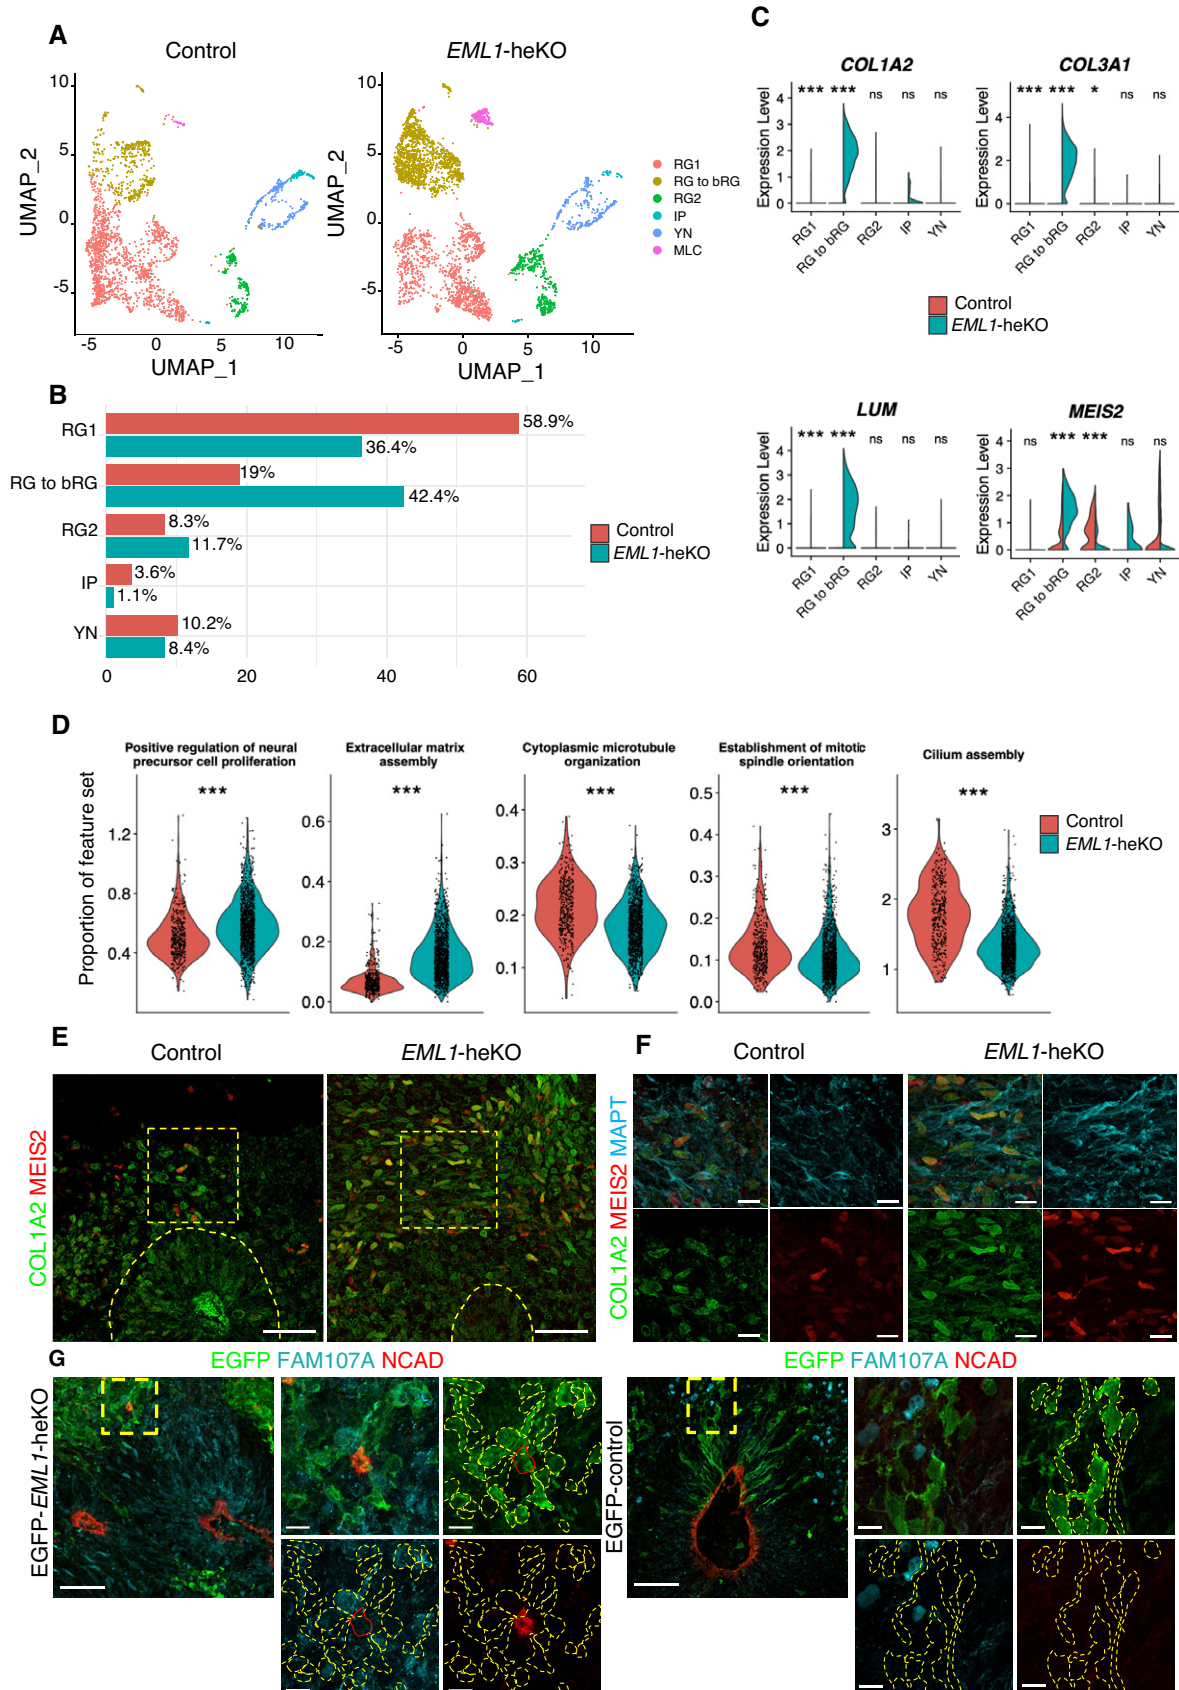 A
Control
EML1-heKO
UMAP_2
10
5
0
-5
-5
0
5
10
UMAP_1
UMAP_2
10
5
0
-5
-5
0
5
10
UMAP_1
RG1
RG to bRG
RG2
IP
YN
MLC
B
RG1
58.9%
36.4%
RG to bRG
19%
42.4%
RG2
8.3%
11.7%
IP
3.6%
1.1%
YN
10.2%
8.4%
0
20
40
60
Control
EML1-heKO
C
COL1A2
*** *** ns ns ns
Expression Level
4
3
2
1
0
RG1
RG to bRG
RG2
IP
YN
COL3A1
*** *** * ns ns
Expression Level
4
2
0
RG1
RG to bRG
RG2
IP
YN
Control
EML1-heKO
LUM
*** *** ns ns ns
Expression Level
4
3
2
1
0
RG1
RG to bRG
RG2
IP
YN
MEIS2
ns *** *** ns ns
Expression Level
4
3
2
1
0
RG1
RG to bRG
RG2
IP
YN
D
Proportion of feature set
Positive regulation of neural
precursor cell proliferation
***
1.2
0.8
0.4
Extracellular matrix
assembly
***
0.6
0.4
0.2
0.0
Cytoplasmic microtubule
organization
***
0.4
0.3
0.2
0.1
Establishment of mitotic
spindle orientation
***
0.5
0.4
0.3
0.2
0.1
0.0
Cilium assembly
***
3
2
1
Control
EML1-heKO
E
Control
EML1-heKO
COL1A2 MEIS2
F
Control
EML1-heKO
COL1A2 MEIS2 MAPT
G
EGFP FAM107A NCAD
EGFP-EML1-heKO
EGFP FAM107A NCAD
EGFP-control